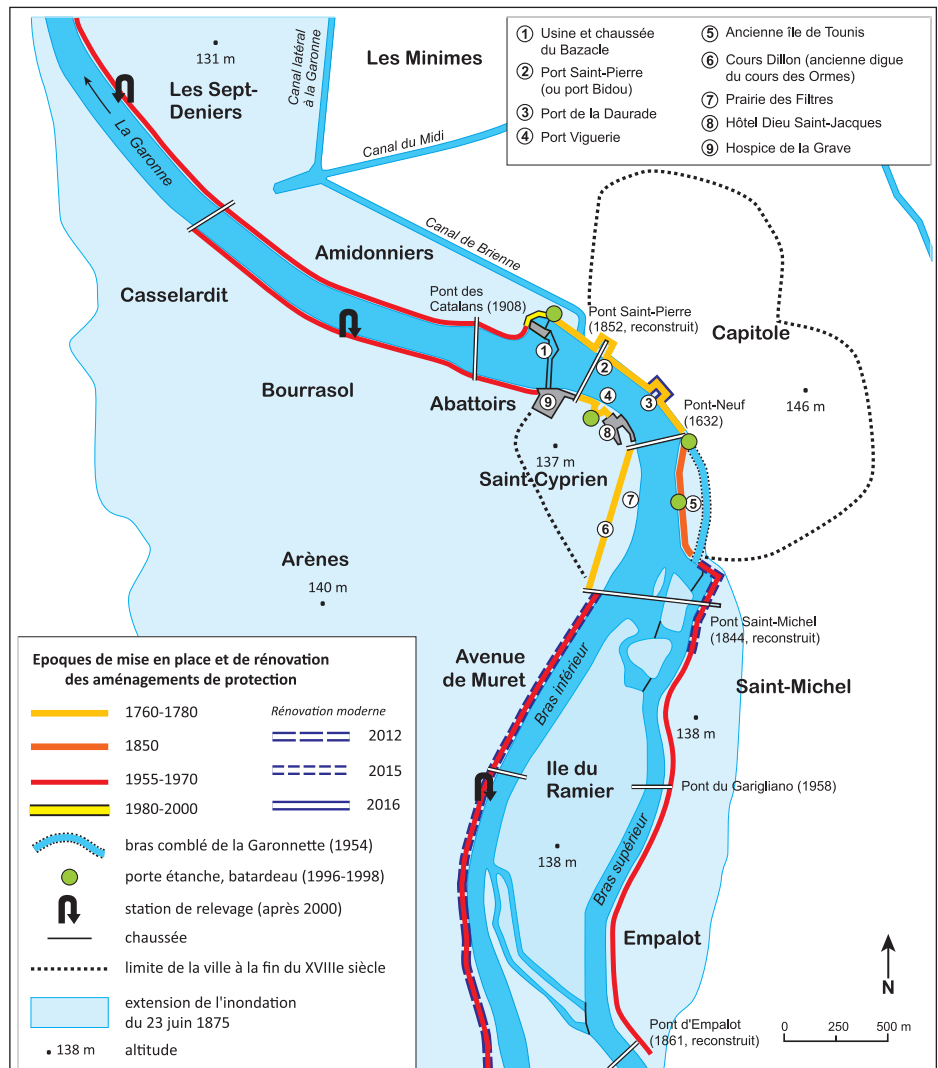 ① Usine et chaussée
du Bazacle
② Port Saint-Pierre
(ou port Bidou)
③ Port de la Daurade
④ Port Viguerie
⑤ Ancienne île de Tounis
⑥ Cours Dillon (ancienne digue
du cours des Ormes)
⑦ Prairie des Filtres
⑧ Hôtel Dieu Saint-Jacques
⑨ Hospice de la Grave
131 m
Les Sept-
Deniers
La Garonne
Canal latéral
à la Garonne
Les Minimes
Canal du Midi
Canal de Brienne
Amidonniers
Casselardit
Pont des
Catalans (1908)
Pont Saint-Pierre
(1852, reconstruit)
Capitole
Bourrasol
Abattoirs
①
②
③
④
⑨
⑧
Pont-Neuf
(1632)
146 m
137 m
Saint-Cyprien
⑦
⑤
⑥
Arènes
140 m
Pont Saint-Michel
(1844, reconstruit)
Avenue
de Muret
Bras inférieur
Saint-Michel
138 m
Ile du
Ramier
Pont du Garigliano (1958)
138 m
Bras supérieur
Empalot
N
Pont d'Empalot
(1861, reconstruit)
0 250 500 m
Epoques de mise en place et de rénovation
des aménagements de protection
1760-1780
1850
1955-1970
1980-2000
Rénovation moderne
2012
2015
2016
bras comblé de la Garonnette (1954)
porte étanche, batardeau (1996-1998)
station de relevage (après 2000)
chaussée
limite de la ville à la fin du XVIIIe siècle
extension de l'inondation
du 23 juin 1875
138 m altitude